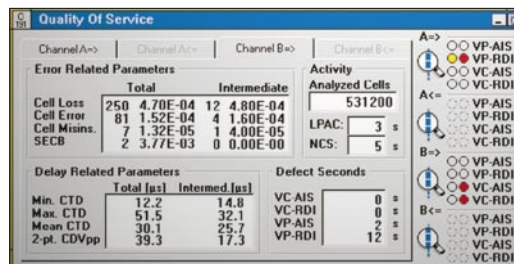 Quality Of Service
ChannelA=> ChannelA<= Channel B=> Channel B<=
Error Related Parameters
Total Intermediate
Cell Loss 250 4.70E-04 12 4.80E-04
Cell Error 81 1.52E-04 4 1.60E-04
Cell Misins. 7 1.32E-05 1 4.00E-05
SECB 2 3.77E-03 0 0.00E-00
Activity
Analyzed Cells
531200
LPAC: 3 s
NCS: 5 s
Delay Related Parameters
Total [µs] Intermed.[µs]
Min. CTD 12.2 14.8
Max. CTD 51.5 32.1
Mean CTD 30.1 25.7
2-pt. CDVpp 39.3 17.3
Defect Seconds
VC-AIS 0 s
VC-RDI 0 s
VP-AIS 2 s
VP-RDI 12 s
A=>
VP-AIS
VP-RDI
VC-AIS
VC-RDI
A<=
VP-AIS
VP-RDI
VC-AIS
VC-RDI
B=>
VP-AIS
VP-RDI
VC-AIS
VC-RDI
B<=
VP-AIS
VP-RDI
VC-AIS
VC-RDI